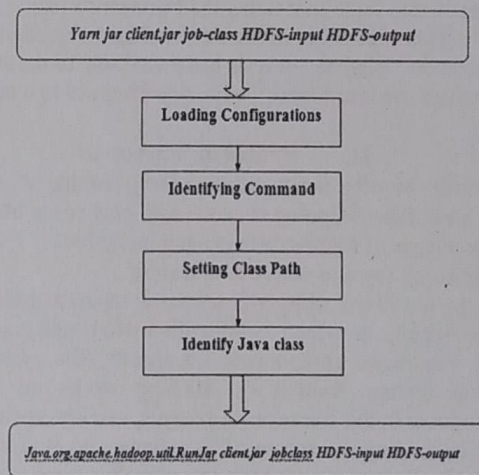 Yarn jar client.jar job-class HDFS-input HDFS-output
Loading Configurations
Identifying Command
Setting Class Path
Identify Java class
Java.org.apache.hadoop.util.RunJar client.jar jobclass HDFS-input HDFS-output